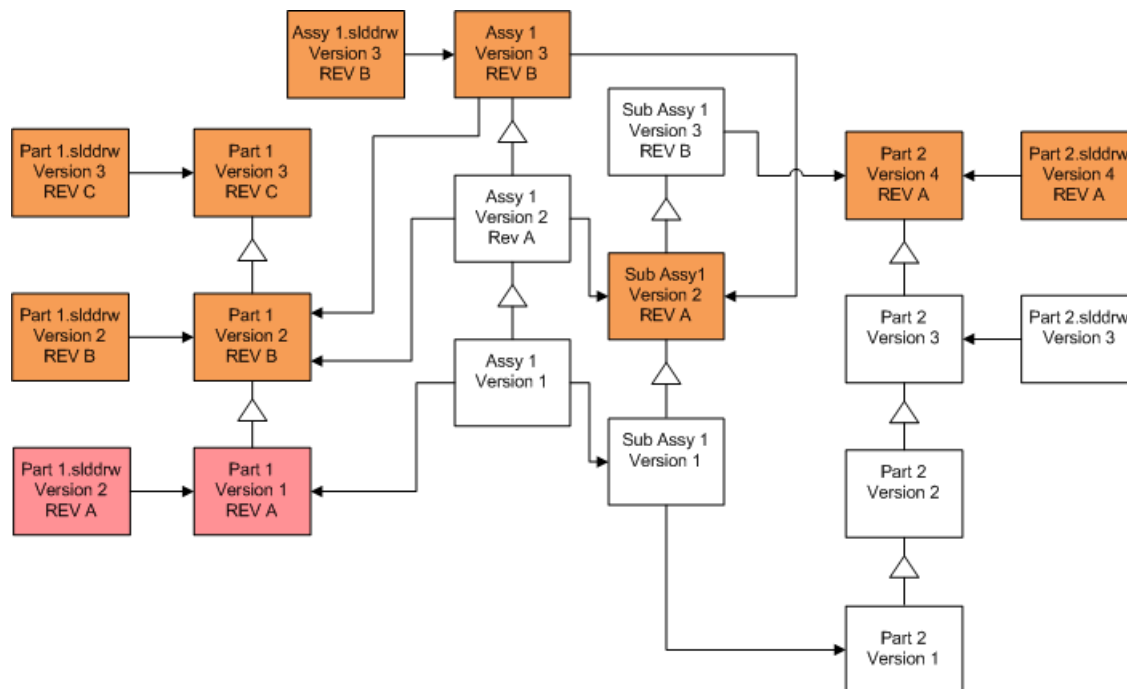 Assy 1.slddrw
Version 3
REV B
Assy 1
Version 3
REV B
Sub Assy 1
Version 3
REV B
Part 1.slddrw
Version 3
REV C
Part 1
Version 3
REV C
Part 2
Version 4
REV A
Part 2.slddrw
Version 4
REV A
Assy 1
Version 2
Rev A
Sub Assy1
Version 2
REV A
Part 1.slddrw
Version 2
REV B
Part 1
Version 2
REV B
Part 2
Version 3
Part 2.slddrw
Version 3
Assy 1
Version 1
Sub Assy 1
Version 1
Part 1.slddrw
Version 2
REV A
Part 1
Version 1
REV A
Part 2
Version 2
Part 2
Version 1